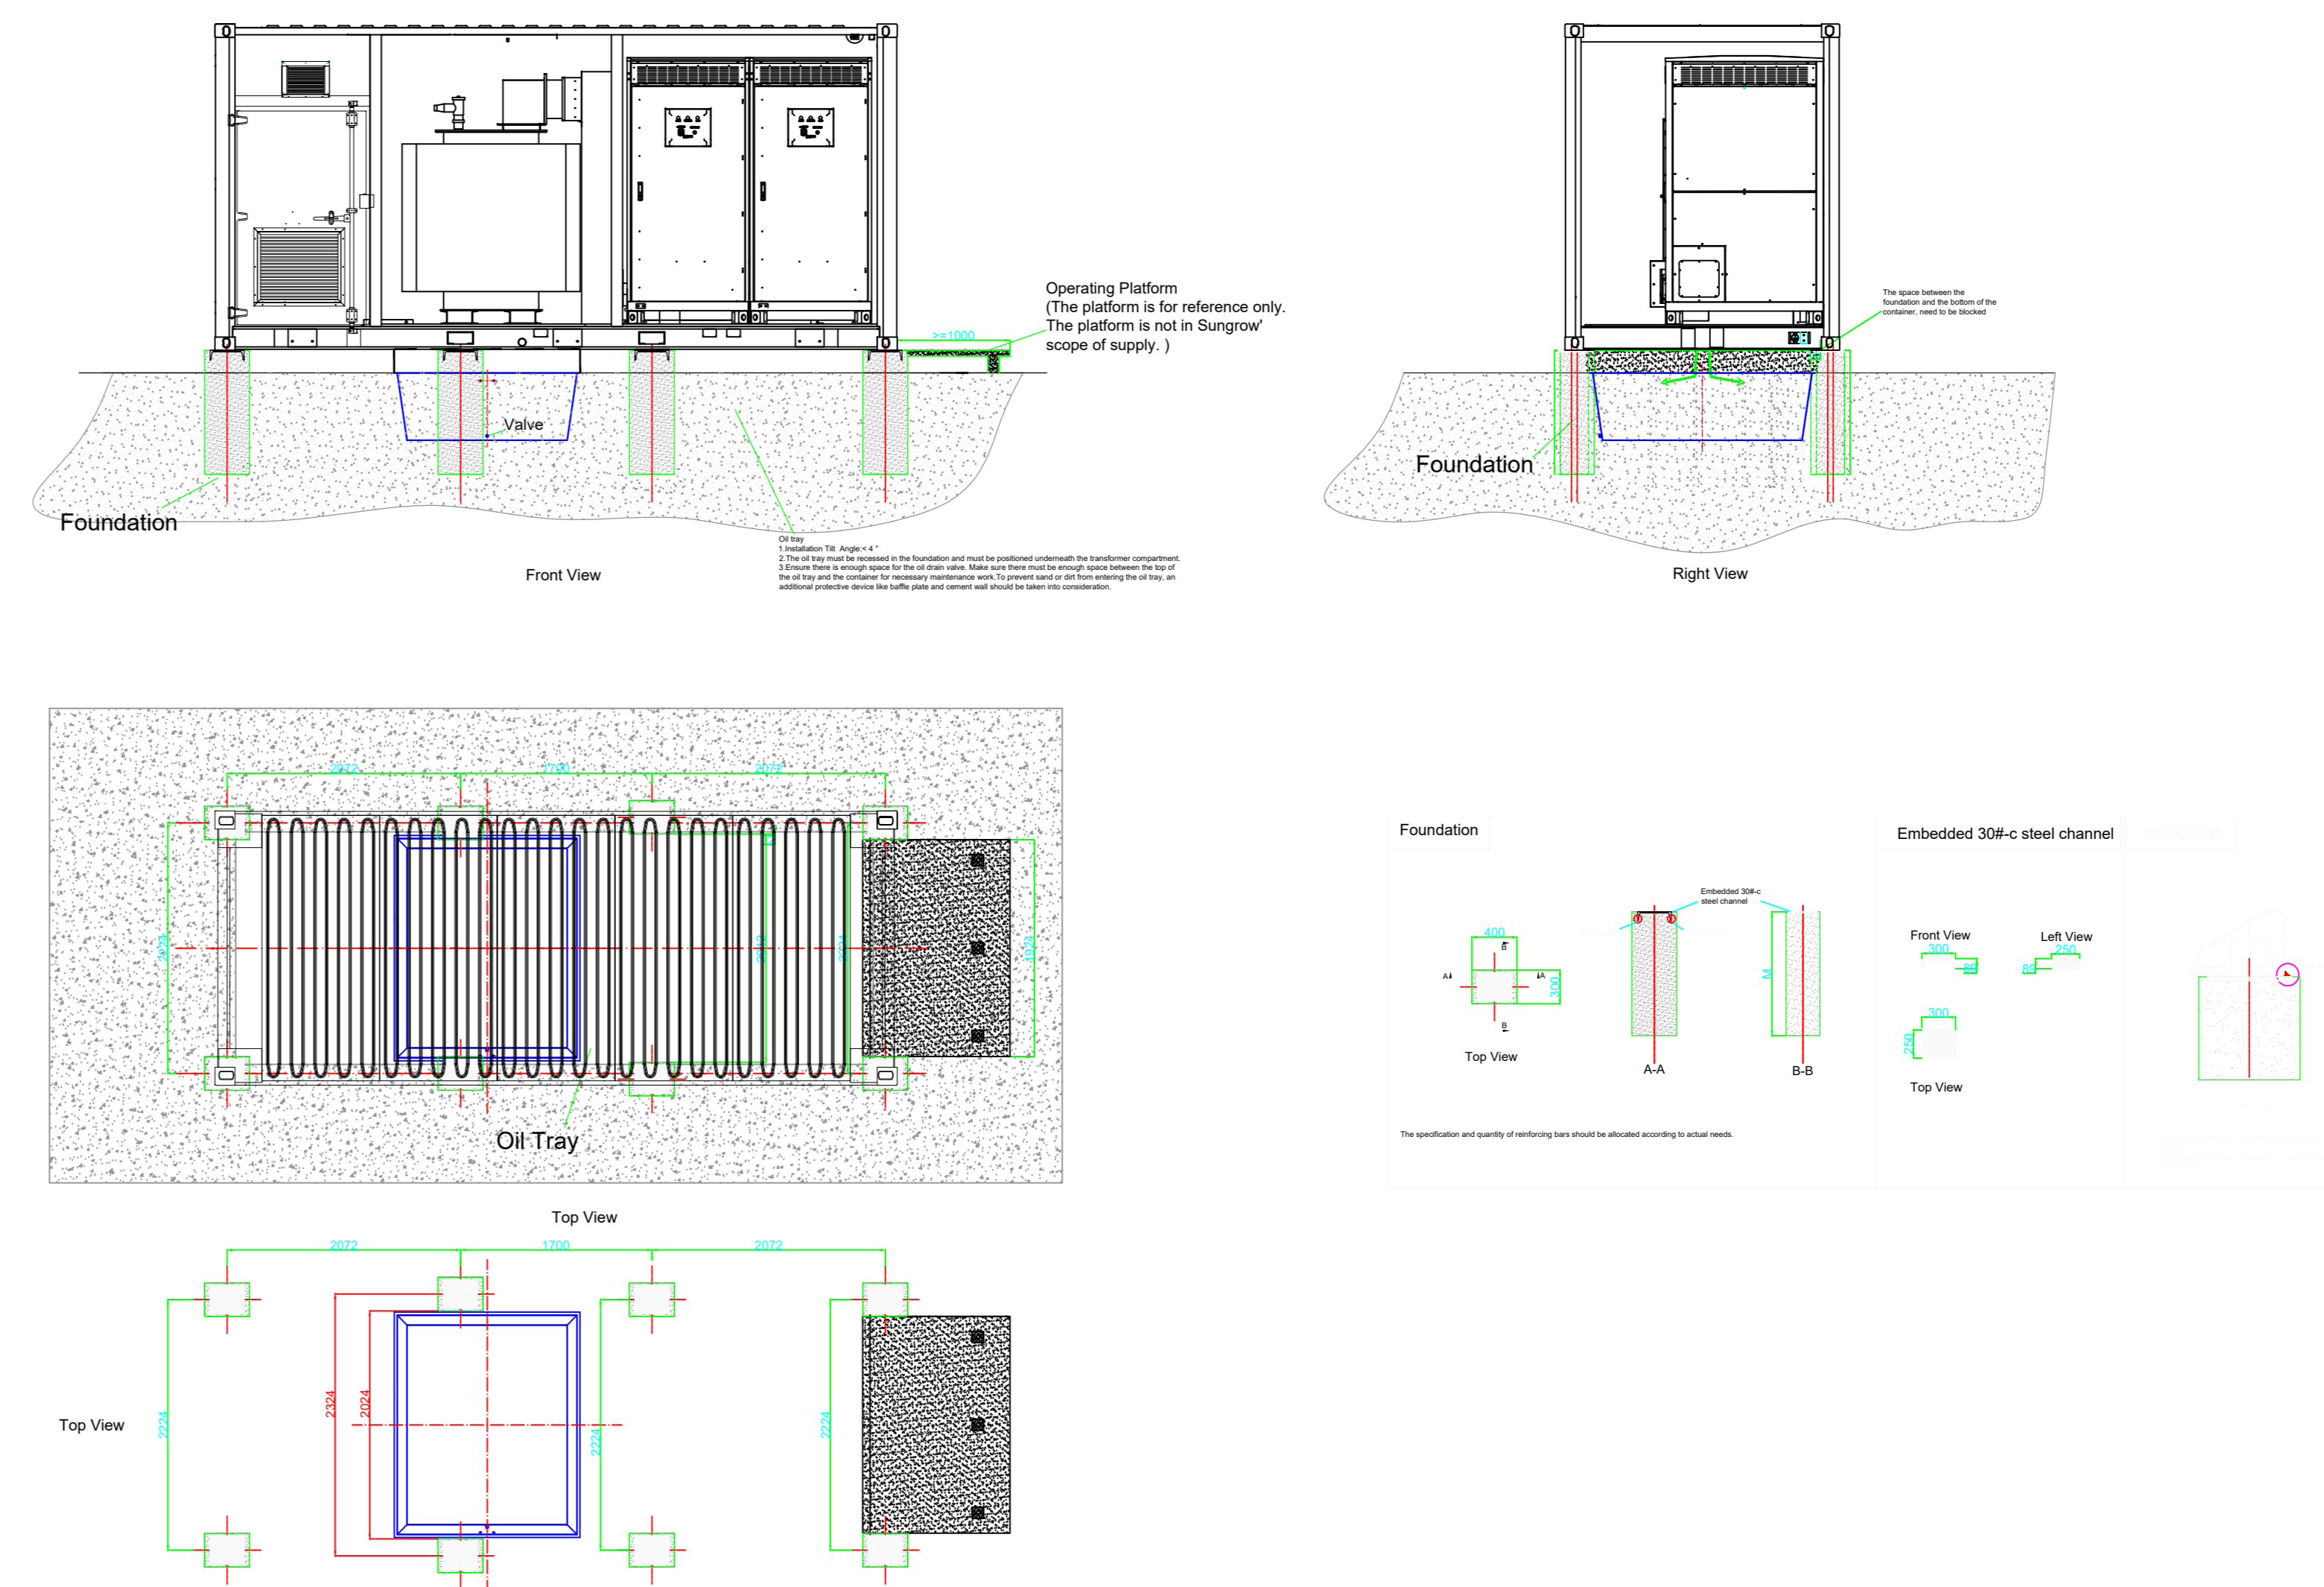 Operating Platform
(The platform is for reference only.
The platform is not in Sungrow'
scope of supply. )
>=1000
Valve
Foundation
Oil tray
1.Installation Tilt Angle:< 4 °
2.The oil tray must be recessed in the foundation and must be positioned underneath the transformer compartment.
3.Ensure there is enough space for the oil drain valve. Make sure there must be enough space between the top of
the oil tray and the container for necessary maintenance work.To prevent sand or dirt from entering the oil tray, an
additional protective device like baffle plate and cement wall should be taken into consideration.
Front View
The space between the
foundation and the bottom of the
container, need to be blocked
Foundation
Right View
2072
1700
2072
2224
1924
Oil Tray
Top View
Foundation
400
300
B
A
A
B
Top View
Embedded 30#-c
steel channel
A-A
M
B-B
The specification and quantity of reinforcing bars should be allocated according to actual needs.
Embedded 30#-c steel channel
Front View
300
89
Left View
250
89
300
250
Top View
2072
1700
2072
Top View
2224
2324
2024
2224
2224